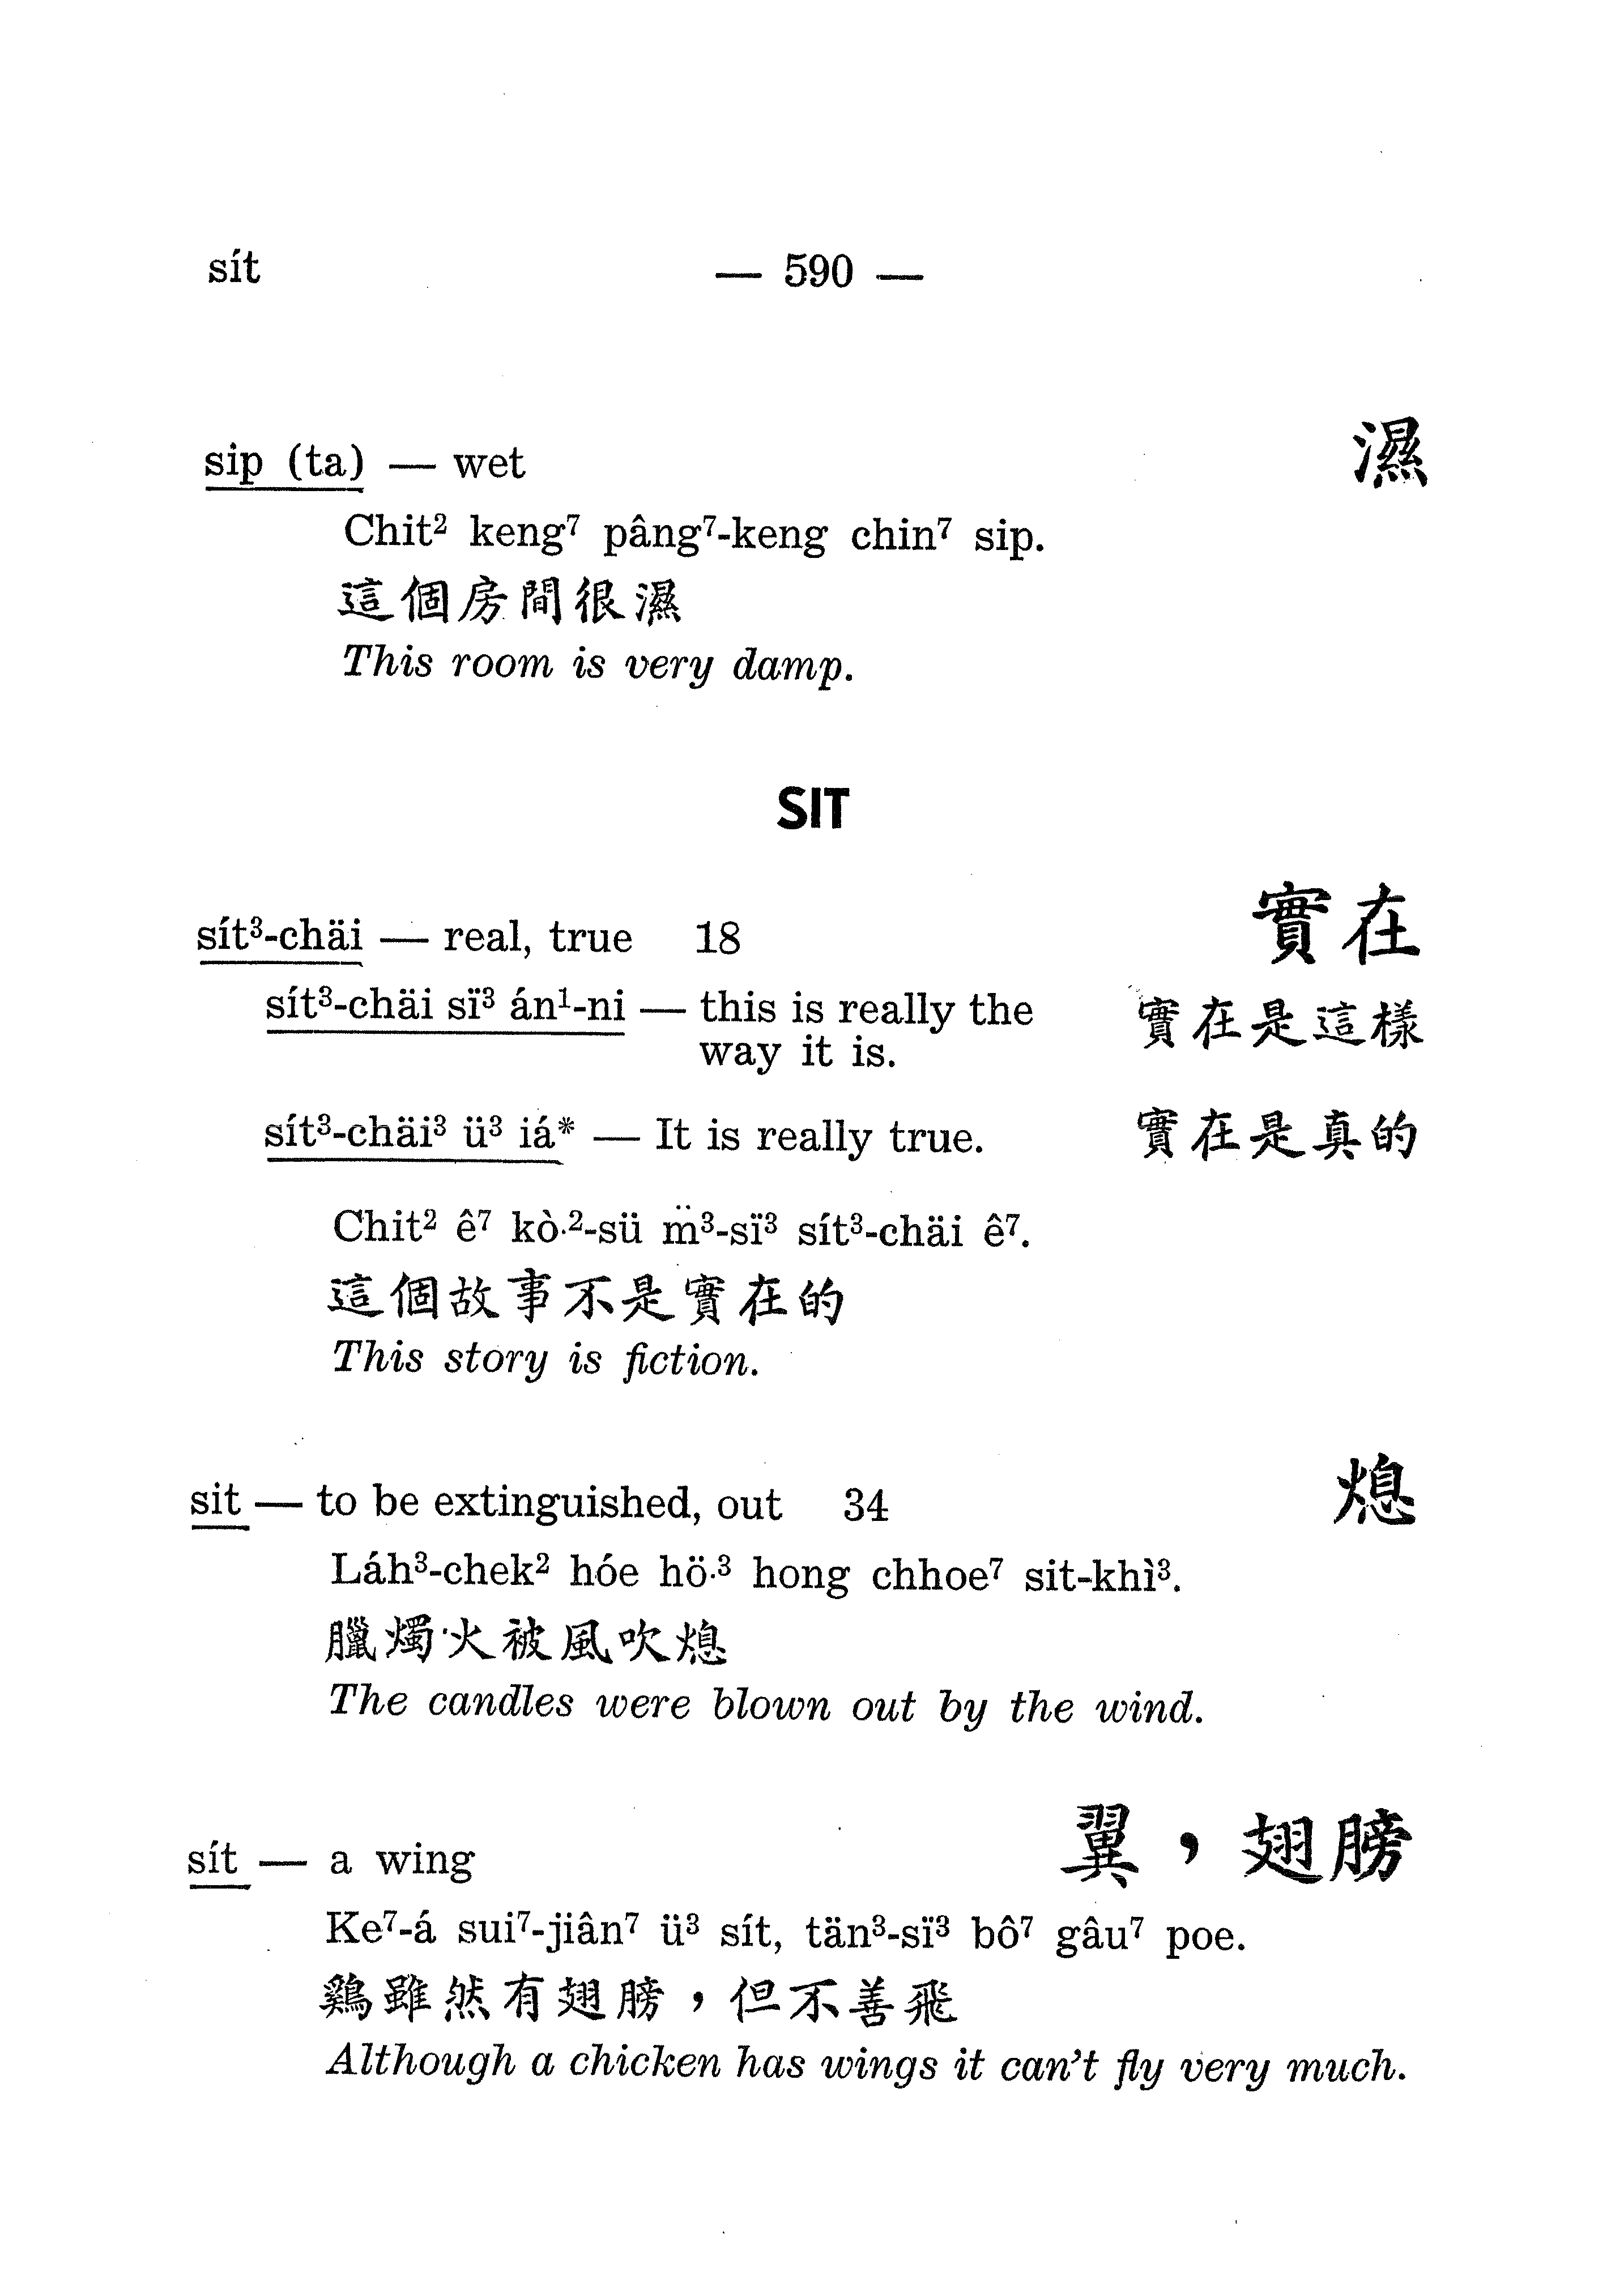 sít — 590 —
sip (ta) — wet 濕
Chit² keng⁷ pâng⁷-keng chin⁷ sip.
這個房間很濕
This room is very damp.
SIT
sít³-chäi — real, true 18 實在
sít³-chäi sï³ án¹-ni — this is really the 實在是這樣
way it is.
sít³-chäi³ ü³ iá* — It is really true. 實在是真的
Chit² ê⁷ kò·²-sü m̈³-sï³ sít³-chäi ê⁷.
這個故事不是實在的
This story is fiction.
sit — to be extinguished, out 34 熄
Láh³-chek² hóe hö·³ hong chhoe⁷ sit-khì³.
臘燭火被風吹熄
The candles were blown out by the wind.
sít — a wing 翼，翅膀
Ke⁷-á sui⁷-jiân⁷ ü³ sít, tän³-sï³ bô⁷ gâu⁷ poe.
鷄雖然有翅膀，但不善飛
Although a chicken has wings it can't fly very much.